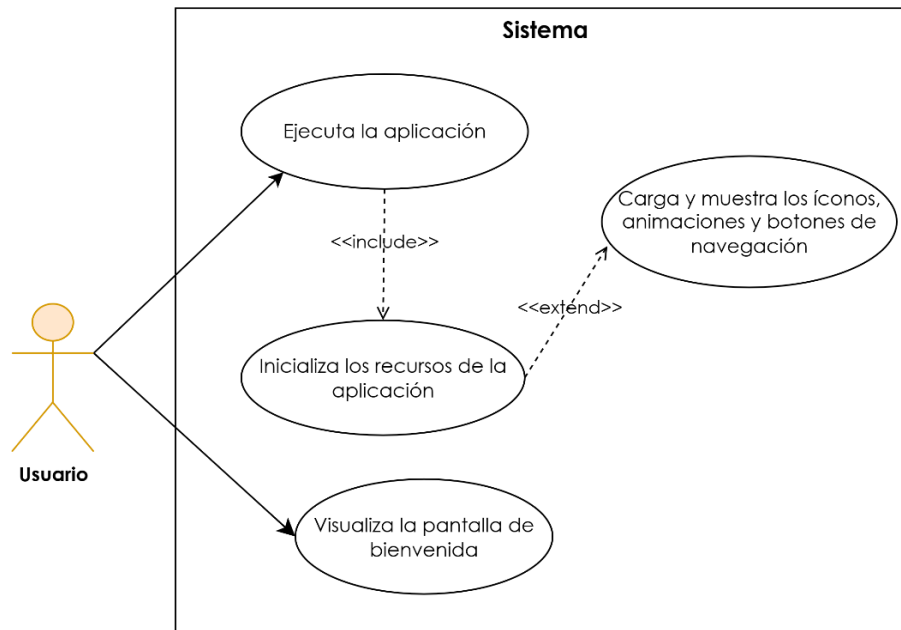 Sistema
Ejecuta la aplicación
Carga y muestra los íconos,
animaciones y botones de
navegación
<<include>>
<<extend>>
Inicializa los recursos de la
aplicación
Usuario
Visualiza la pantalla de
bienvenida